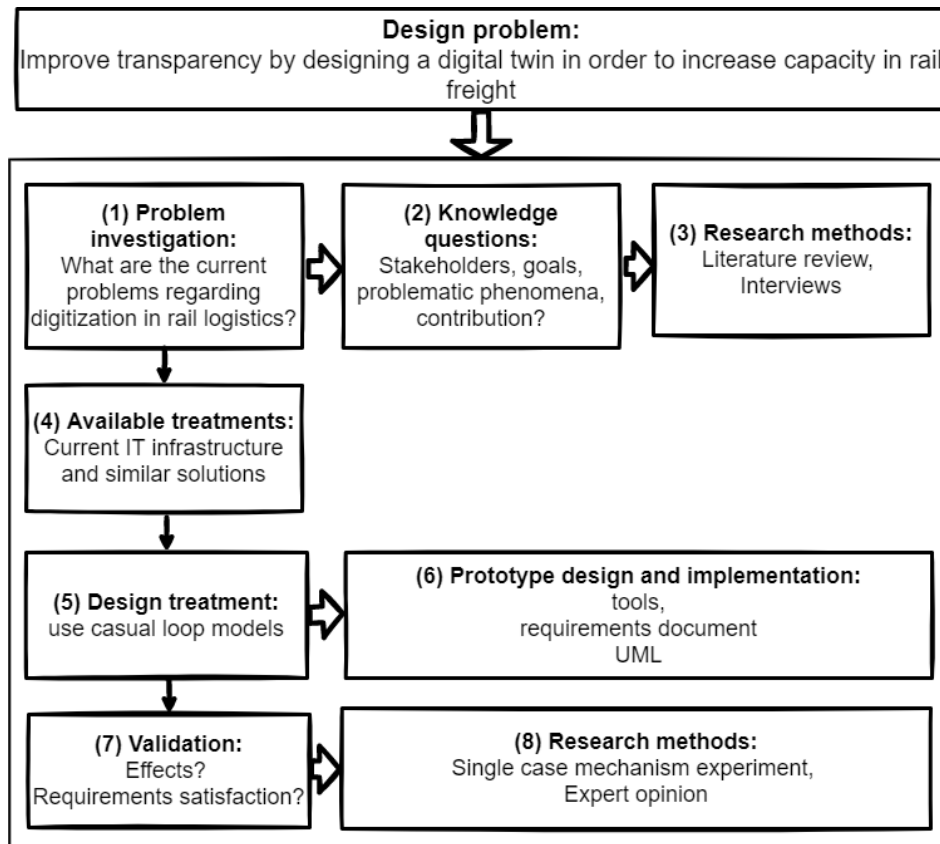 Design problem:
Improve transparency by designing a digital twin in order to increase capacity in rail
freight
(1) Problem
investigation:
What are the current
problems regarding
digitization in rail logistics?
(2) Knowledge
questions:
Stakeholders, goals,
problematic phenomena,
contribution?
(3) Research methods:
Literature review,
Interviews
(4) Available treatments:
Current IT infrastructure
and similar solutions
(5) Design treatment:
use casual loop models
(6) Prototype design and implementation:
tools,
requirements document
UML
(7) Validation:
Effects?
Requirements satisfaction?
(8) Research methods:
Single case mechanism experiment,
Expert opinion